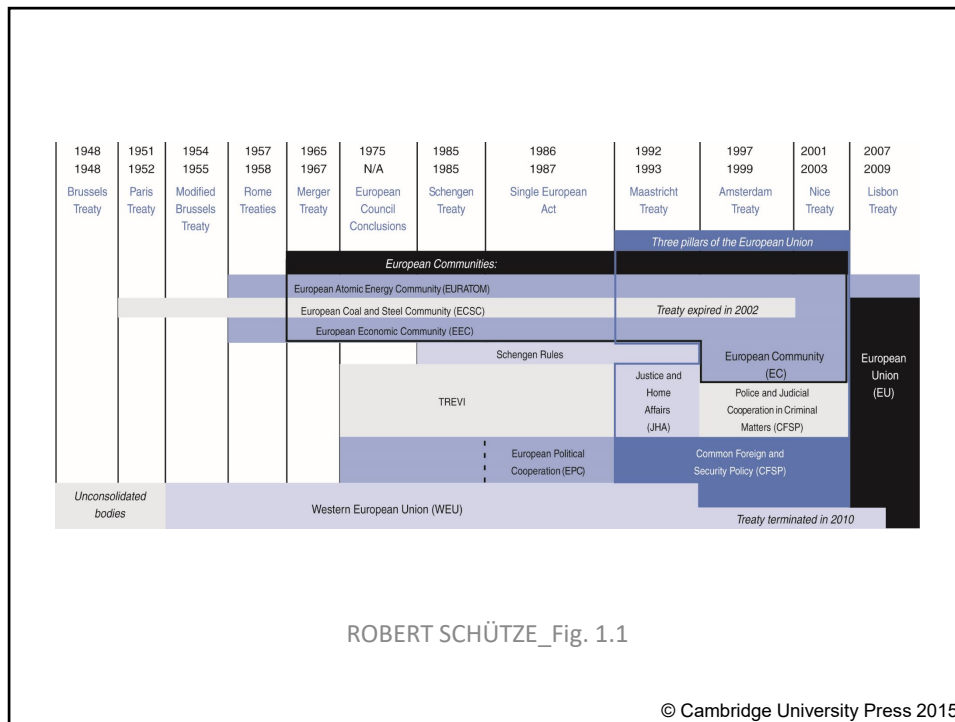 1948 1951 1954 1957 1965 1975 1985 1986 1992 1997 2001 2007
1948 1952 1955 1958 1967 N/A 1985 1987 1993 1999 2003 2009
Brussels Paris Modified Rome Merger European Schengen Single European Maastricht Amsterdam Nice Lisbon
Treaty Treaty Brussels Treaties Treaty Council Treaty Act Treaty Treaty Treaty Treaty
Treaty Conclusions
Three pillars of the European Union
European Communities:
European Atomic Energy Community (EURATOM)
European Coal and Steel Community (ECSC) Treaty expired in 2002
European Economic Community (EEC)
Schengen Rules European Community European
(EC) Union
(EU)
Justice and Police and Judicial
Home Cooperation in Criminal
TREVI Affairs Matters (CFSP)
(JHA)
European Political Common Foreign and
Cooperation (EPC) Security Policy (CFSP)
Unconsolidated
bodies
Western European Union (WEU)
Treaty terminated in 2010
ROBERT SCHÜTZE_Fig. 1.1
© Cambridge University Press 2015